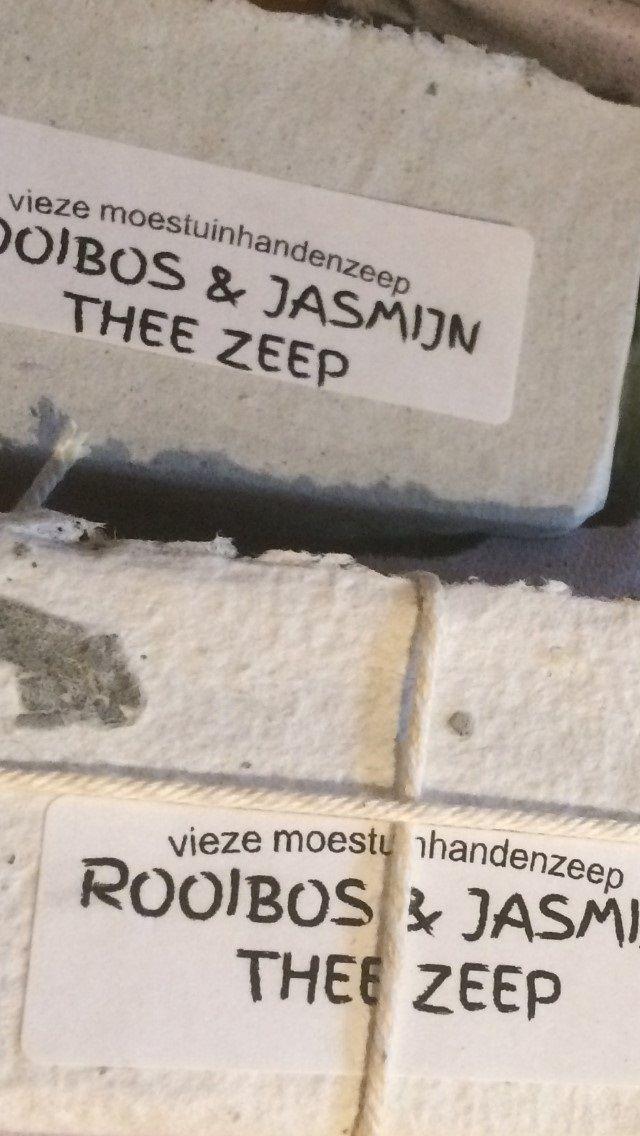 vieze moestuinhandenzeep
OOIBOS & JASMIJN
THEE ZEEP
vieze moestuinhandenzeep
ROOIBOS & JASMI
THEE ZEEP